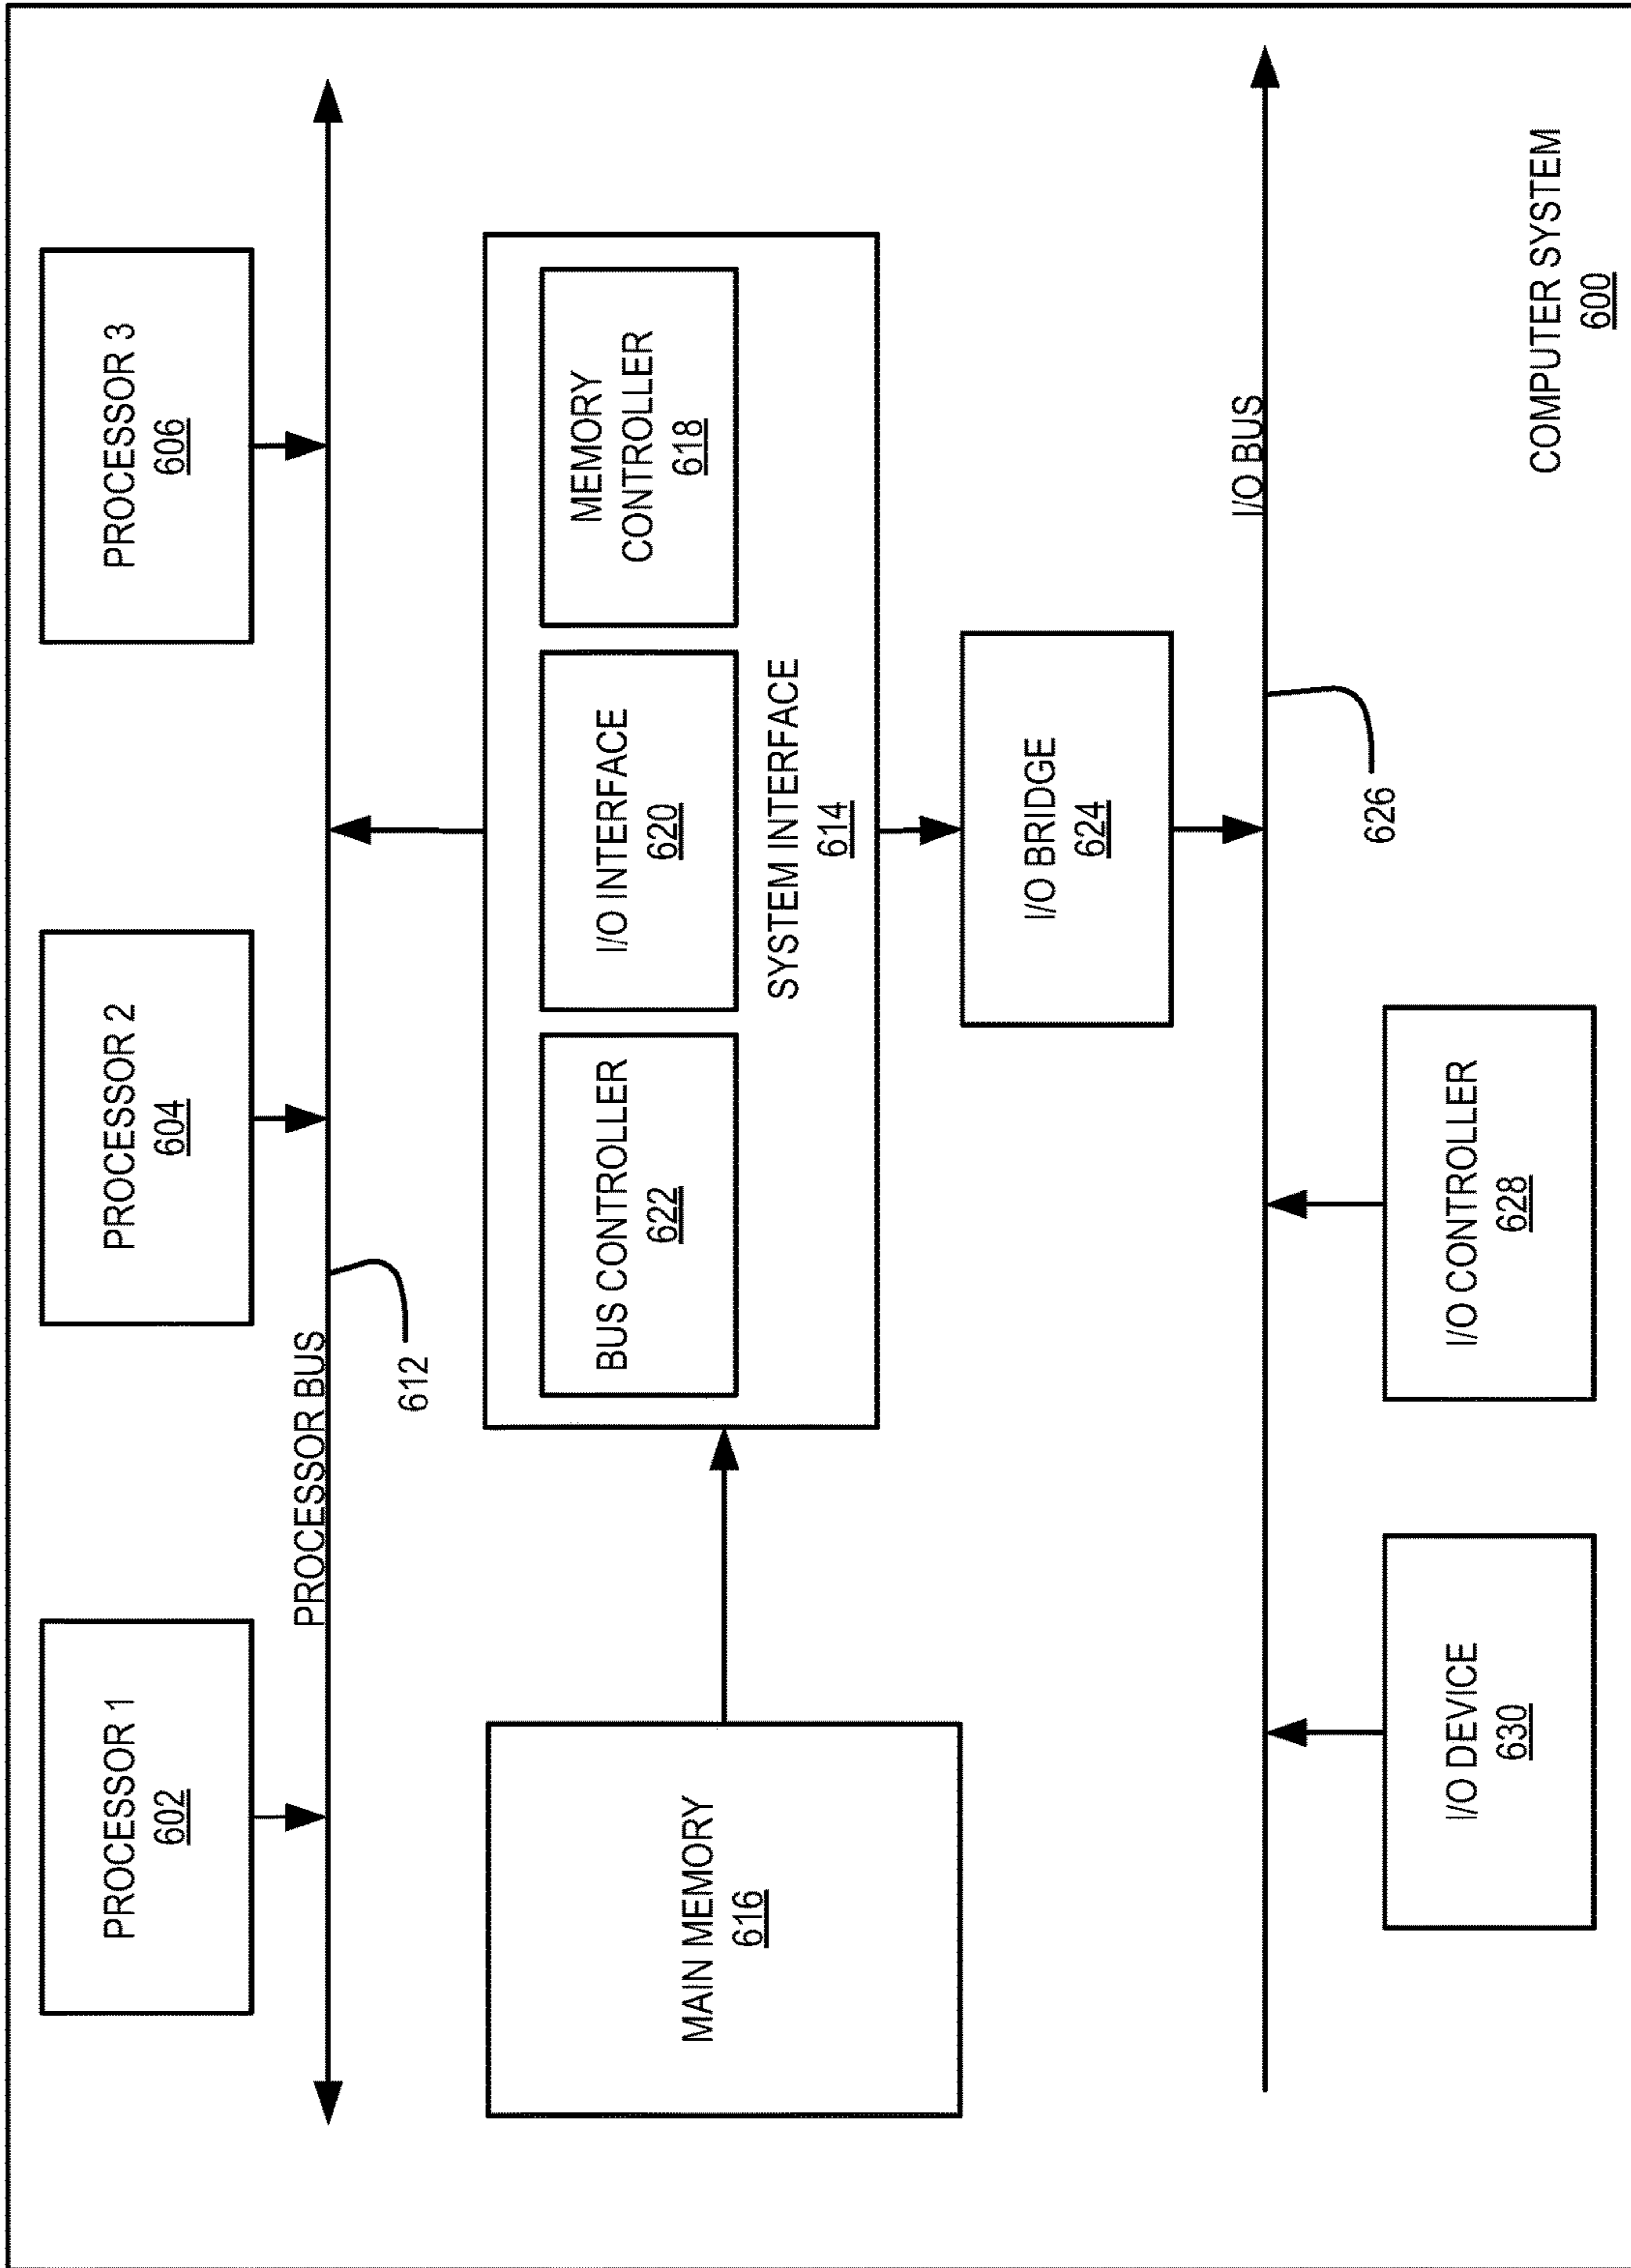 PROCESSOR 1
602
PROCESSOR 2
604
PROCESSOR 3
606
PROCESSOR BUS
612
MAIN MEMORY
616
BUS CONTROLLER
622
I/O INTERFACE
620
MEMORY
CONTROLLER
618
SYSTEM INTERFACE
614
I/O BRIDGE
624
I/O BUS
626
I/O DEVICE
630
I/O CONTROLLER
628
COMPUTER SYSTEM
600